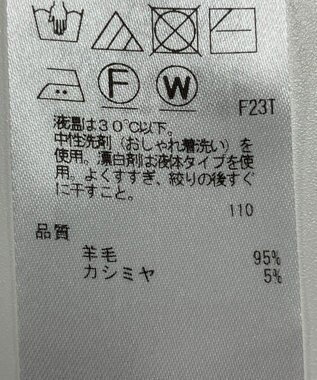 F
W
F23T
液温は30℃以下。
中性洗剤（おしゃれ着洗い）を
使用。漂白剤は液体タイプを使
用。よくすすぎ、絞りの後すぐ
に干すこと。
110
品質
羊毛 95%
カシミヤ 5%